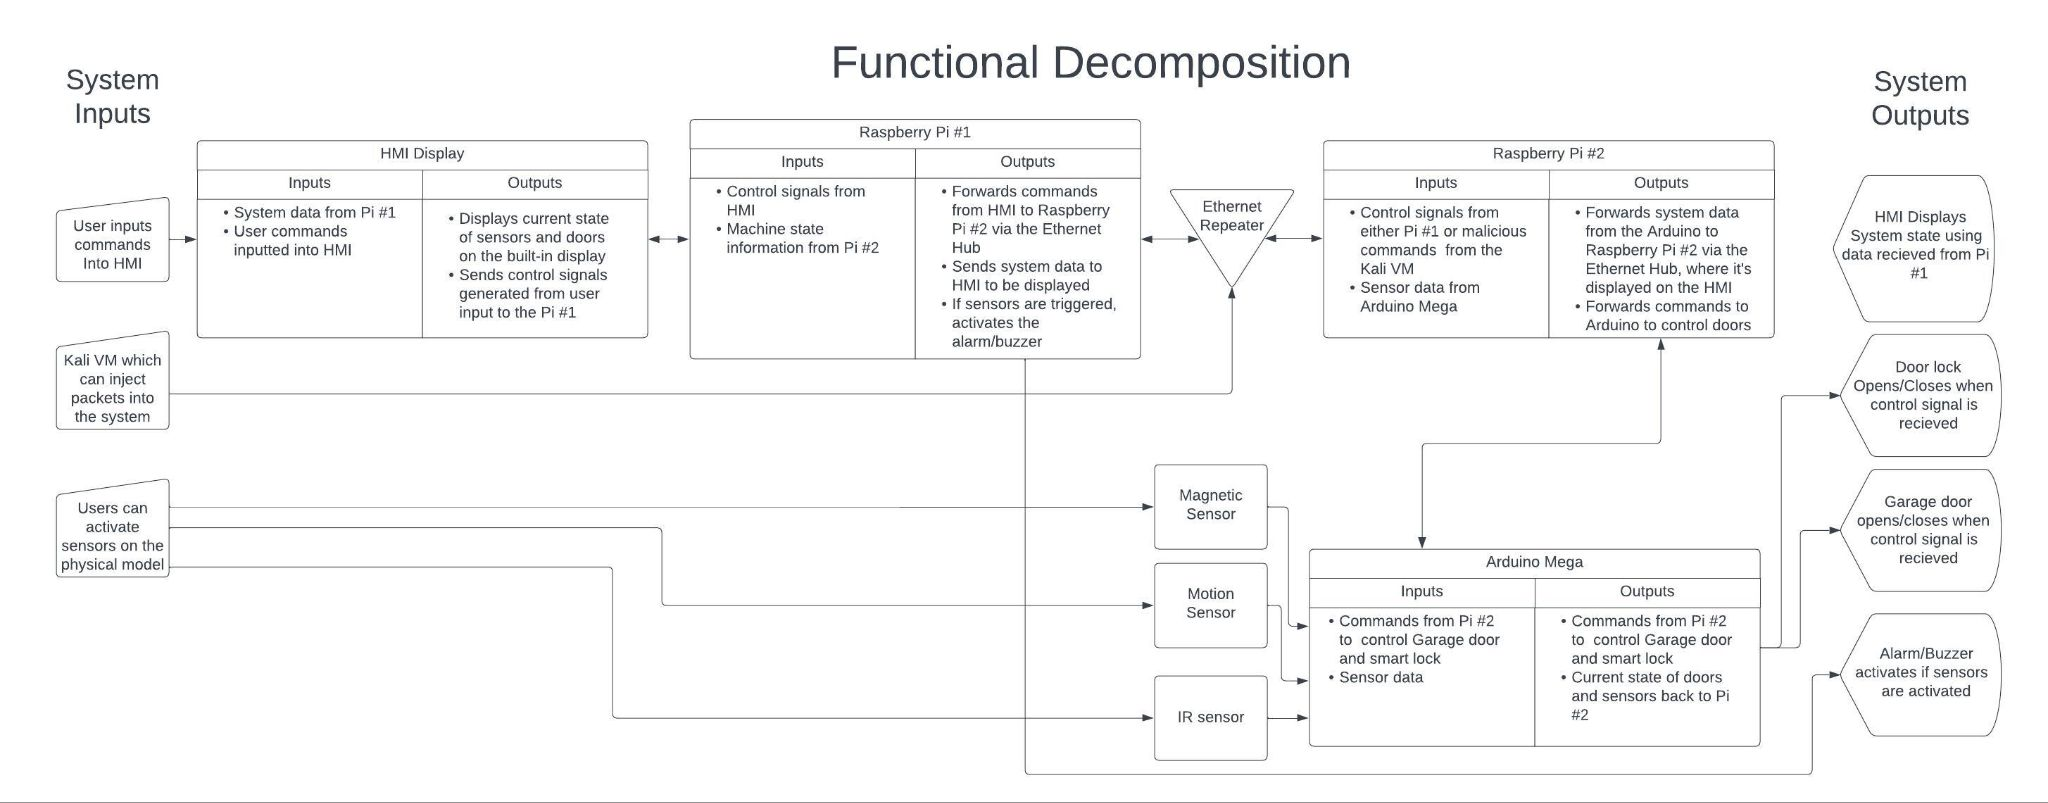 Functional Decomposition
System
Inputs
System
Outputs
User inputs
commands
Into HMI
HMI Display
Inputs
Outputs
• System data from Pi #1
• User commands
inputted into HMI
• Displays current state
of sensors and doors
on the built-in display
• Sends control signals
generated from user
input to the Pi #1
Raspberry Pi #1
Inputs
Outputs
• Control signals from
HMI
• Machine state
information from Pi #2
• Forwards commands
from HMI to Raspberry
Pi #2 via the Ethernet
Hub
• Sends system data to
HMI to be displayed
• If sensors are triggered,
activates the
alarm/buzzer
Ethernet
Repeater
Raspberry Pi #2
Inputs
Outputs
• Control signals from
either Pi #1 or malicious
commands  from the
Kali VM
• Sensor data from
Arduino Mega
• Forwards system data
from the Arduino to
Raspberry Pi #2 via the
Ethernet Hub, where it's
displayed on the HMI
• Forwards commands to
Arduino to control doors
HMI Displays
System state using
data recieved from Pi
#1
Kali VM which
can inject
packets into
the system
Door lock
Opens/Closes when
control signal is
recieved
Users can
activate
sensors on the
physical model
Magnetic
Sensor
Motion
Sensor
IR sensor
Arduino Mega
Inputs
Outputs
• Commands from Pi #2
to  control Garage door
and smart lock
• Sensor data
• Commands from Pi #2
to  control Garage door
and smart lock
• Current state of doors
and sensors back to Pi
#2
Garage door
opens/closes when
control signal is
recieved
Alarm/Buzzer
activates if sensors
are activated